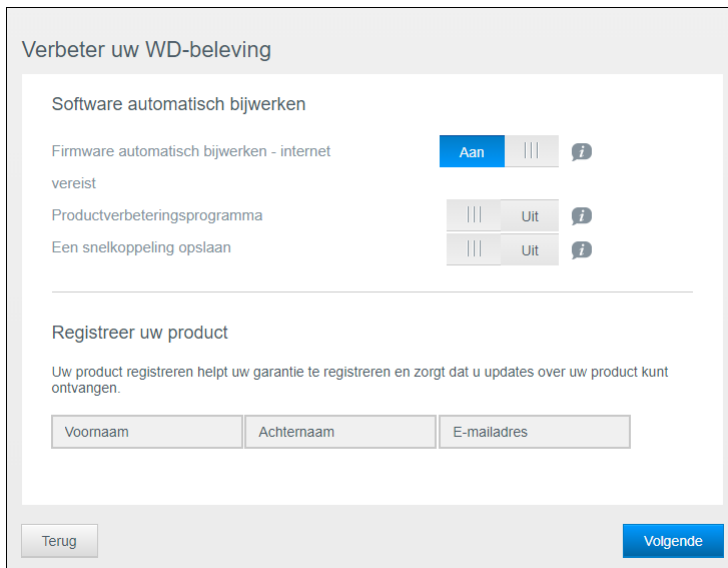 Verbeter uw WD-beleving
Software automatisch bijwerken
Firmware automatisch bijwerken - internet
vereist
Aan
Productverbeteringsprogramma
Uit
Een snelkoppeling opslaan
Uit
Registreer uw product
Uw product registreren helpt uw garantie te registreren en zorgt dat u updates over uw product kunt
ontvangen.
Voornaam
Achternaam
E-mailadres
Terug
Volgende